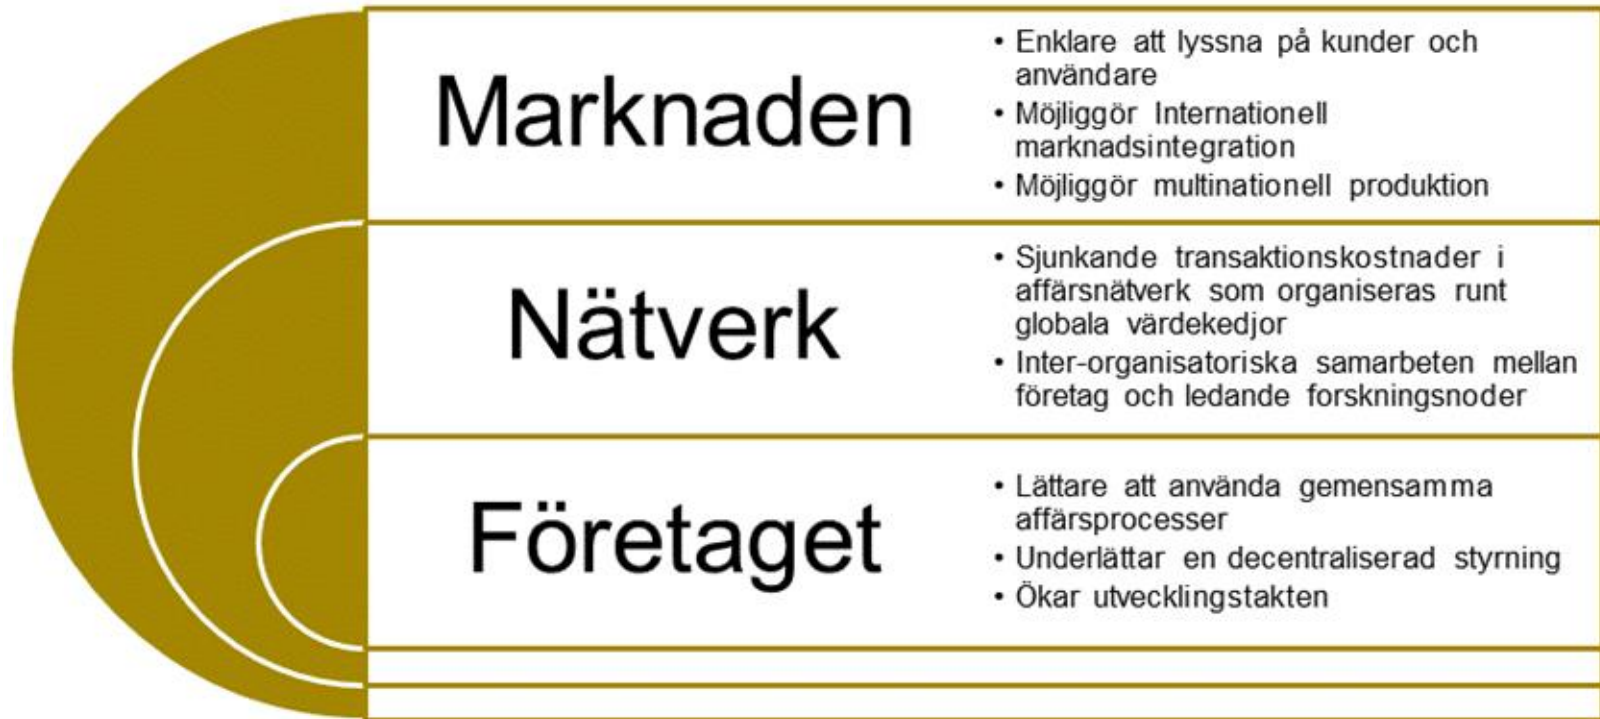 Marknaden
• Enklare att lyssna på kunder och
användare
• Möjliggör Internationell
marknadsintegration
• Möjliggör multinationell produktion
Nätverk
• Sjunkande transaktionskostnader i
affärsnätverk som organiseras runt
globala värdekedjor
• Inter-organisatoriska samarbeten mellan
företag och ledande forskningsnoder
Företaget
• Lättare att använda gemensamma
affärsprocesser
• Underlättar en decentraliserad styrning
• Ökar utvecklingstakten